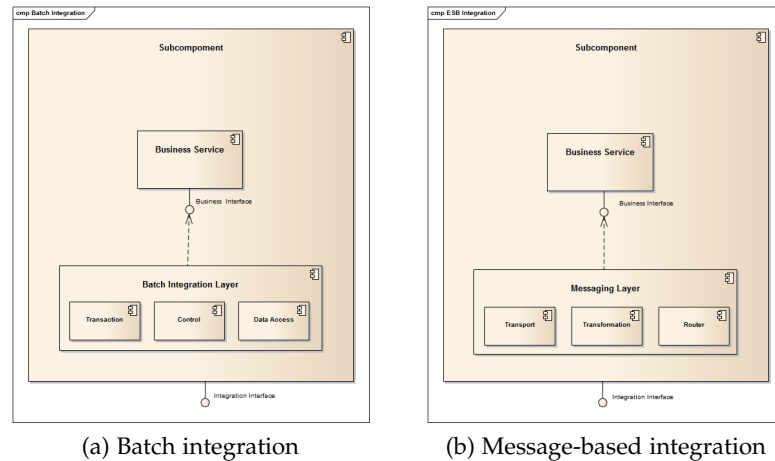 cmp Batch Integration
Subcompoment
Business Service
Business Interface
Batch Integration Layer
Transaction
Control
Data Access
Integration Interface
(a) Batch integration
cmp ESB Integration
Subcomponent
Business Service
Business Interface
Messaging Layer
Transport
Transformation
Router
Integration Interface
(b) Message-based integration